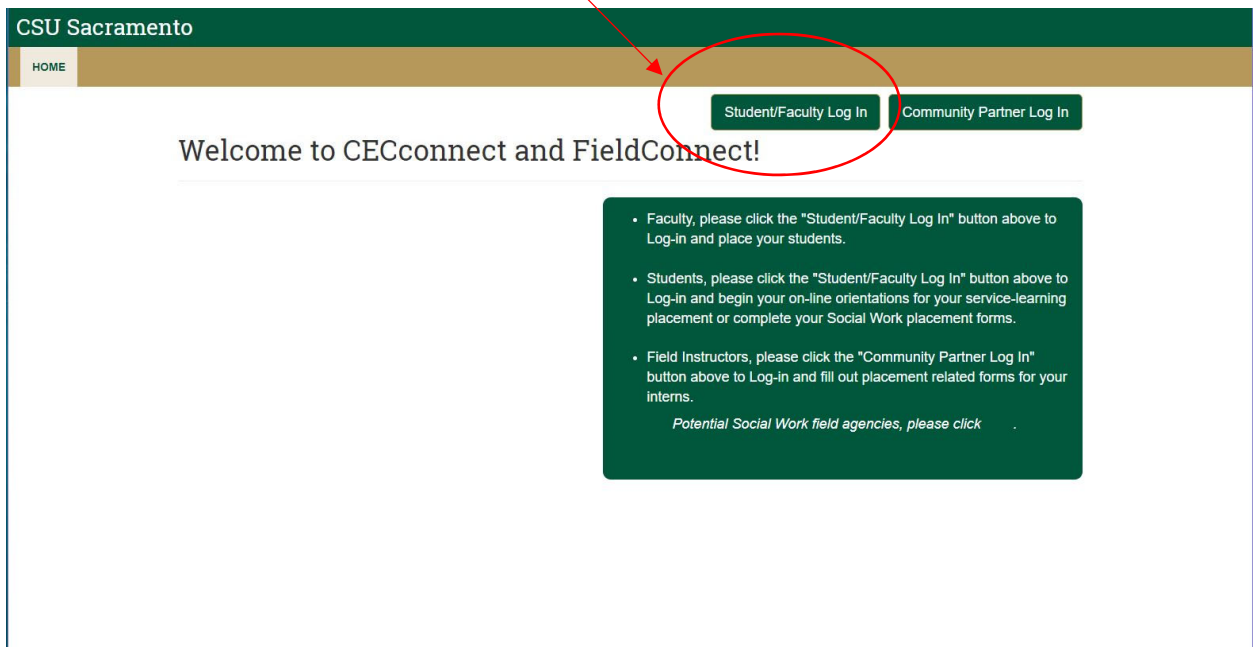 CSU Sacramento
HOME
Student/Faculty Log In
Community Partner Log In
Welcome to CECconnect and FieldConnect!
• Faculty, please click the "Student/Faculty Log In" button above to
Log-in and place your students.
• Students, please click the "Student/Faculty Log In" button above to
Log-in and begin your on-line orientations for your service-learning
placement or complete your Social Work placement forms.
• Field Instructors, please click the "Community Partner Log In"
button above to Log-in and fill out placement related forms for your
interns.
Potential Social Work field agencies, please click .